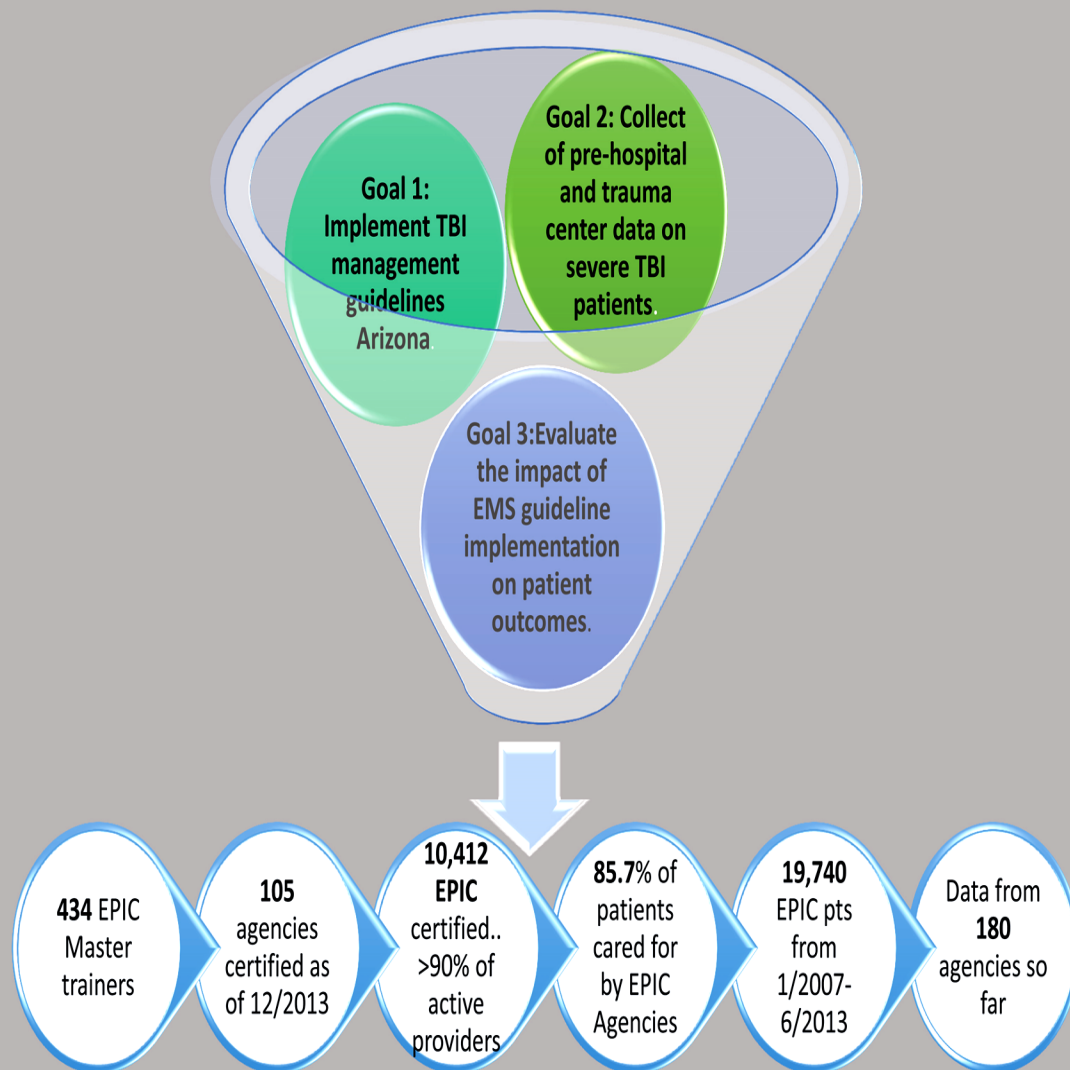 Goal 1:
Implement TBI
management
guidelines
Arizona.
Goal 2: Collect
of pre-hospital
and trauma
center data on
severe TBI
patients.
Goal 3:Evaluate
the impact of
EMS guideline
implementation
on patient
outcomes.
434 EPIC
Master
trainers
105
agencies
certified as
of 12/2013
10,412
EPIC
certified..
>90% of
active
providers
85.7% of
patients
cared for
by EPIC
Agencies
19,740
EPIC pts
from
1/2007-
6/2013
Data from
180
agencies so
far